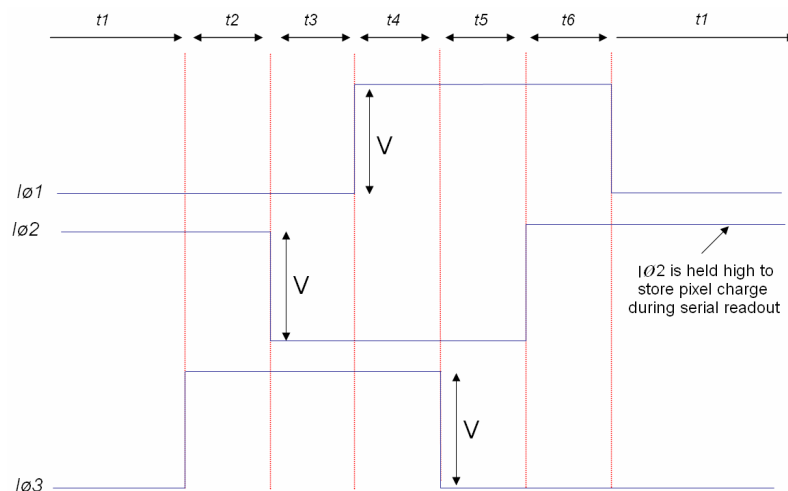 t1 t2 t3 t4 t5 t6 t1
V
Iø1
Iø2
V
IØ2 is held high to
store pixel charge
during serial readout
V
Iø3